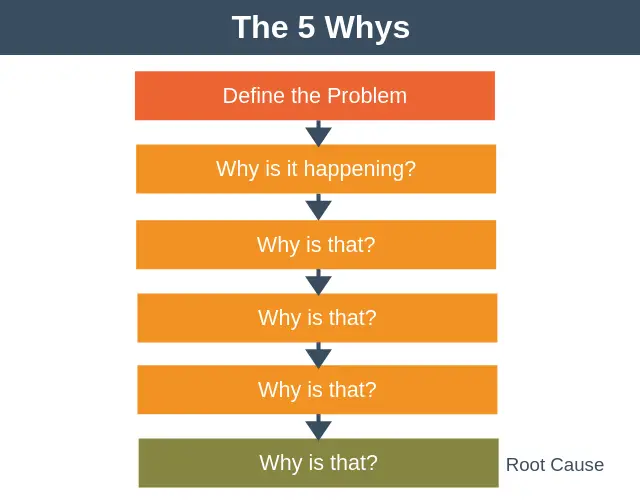 The 5 Whys
Define the Problem
Why is it happening?
Why is that?
Why is that?
Why is that?
Why is that?
Root Cause